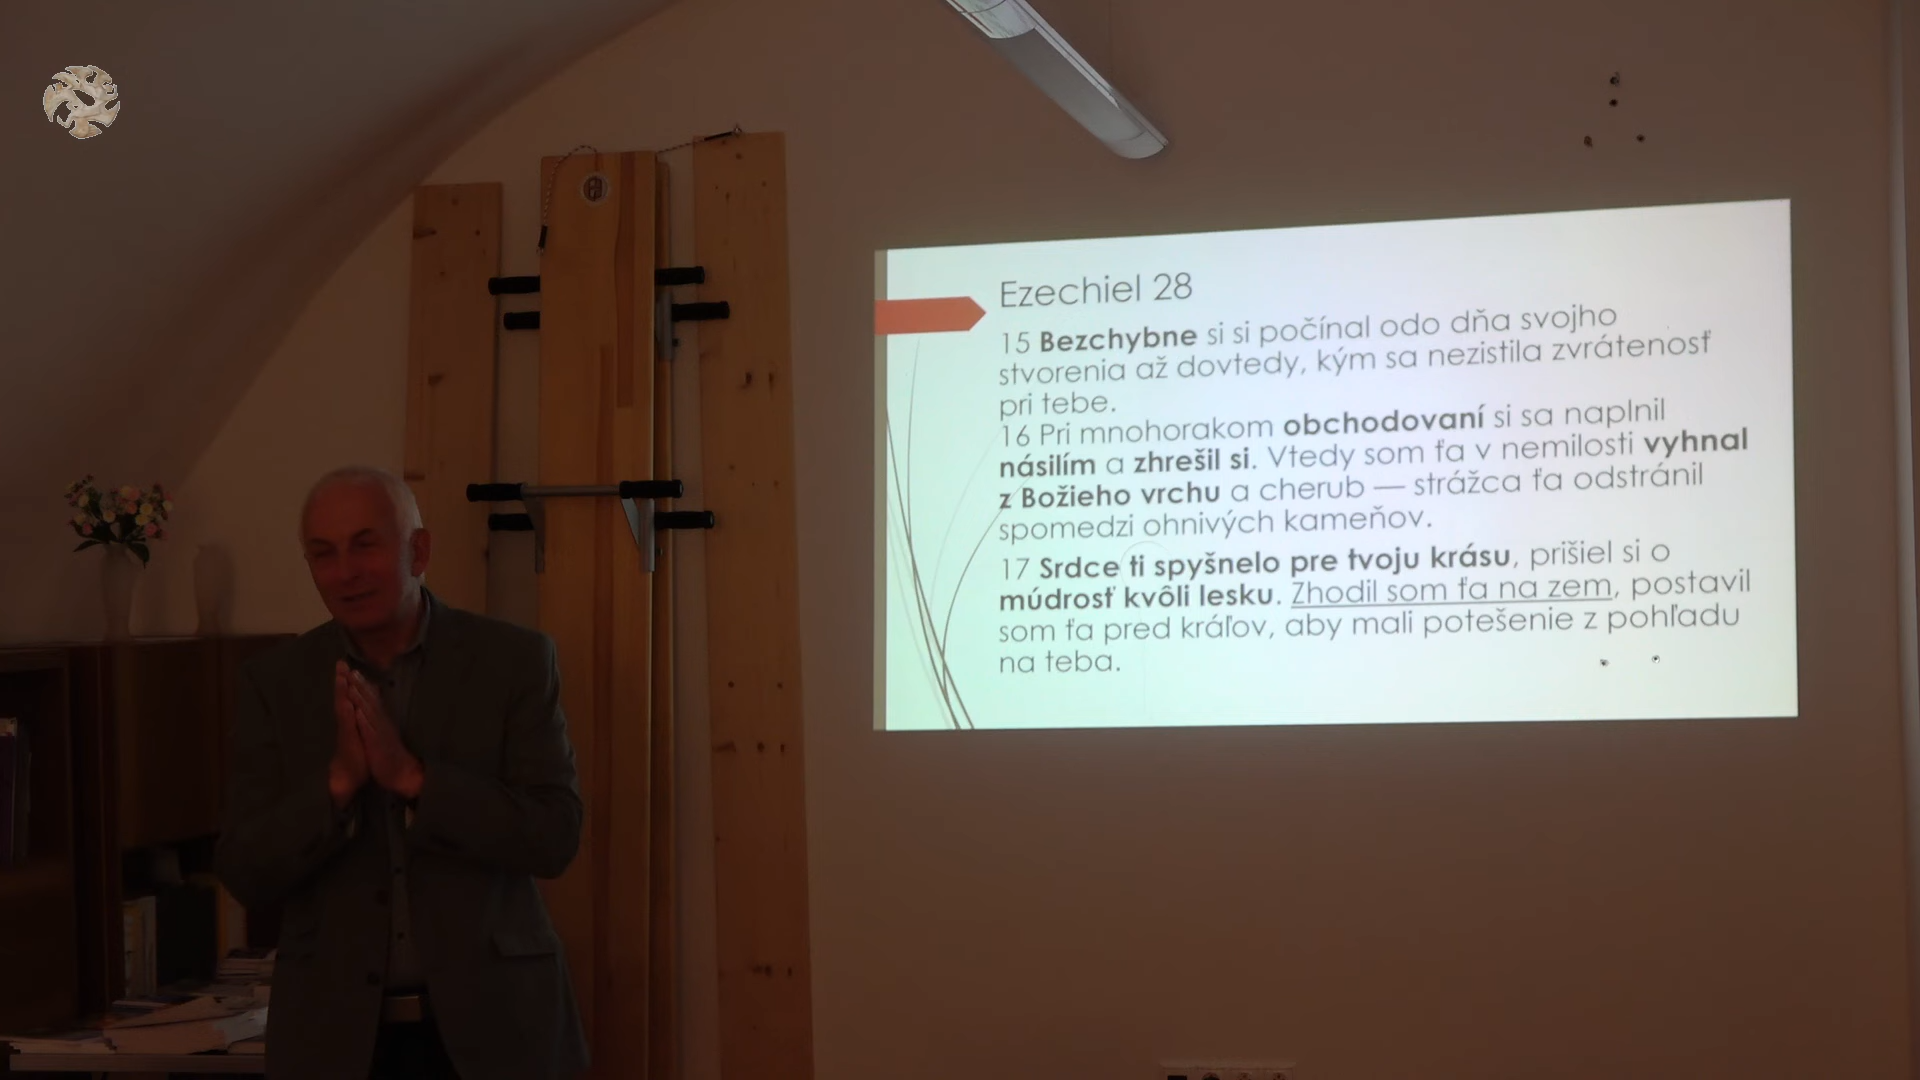 Ezechiel 28
15 Bezchybne si si počínal odo dňa svojho
stvorenia až dovtedy, kým sa nezistila zvrátenosť
pri tebe.
16 Pri mnohorakom obchodovaní si sa naplnil
násilím a zhrešil si. Vtedy som ťa v nemilosti vyhnal
z Božieho vrchu a cherub — strážca ťa odstránil
spomedzi ohnivých kameňov.
17 Srdce ti spyšnelo pre tvoju krásu, prišiel si o
múdrosť kvôli lesku. Zhodil som ťa na zem, postavil
som ťa pred kráľov, aby mali potešenie z pohľadu
na teba.